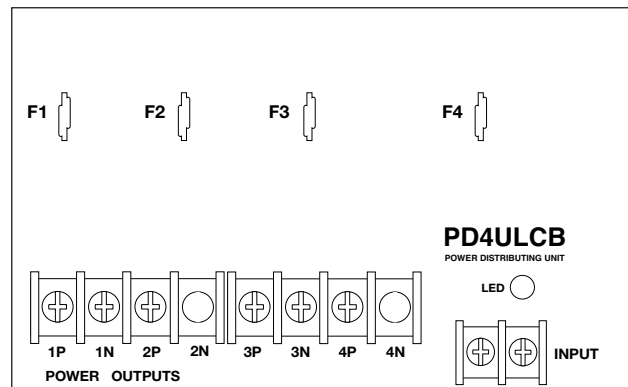 F1 F2 F3 F4
PD4ULCB
POWER DISTRIBUTING UNIT
LED
1P 1N 2P 2N 3P 3N 4P 4N
INPUT
POWER OUTPUTS